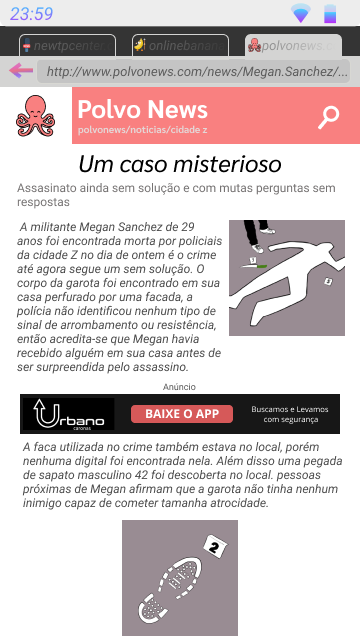 23:59
newtpcenter
onlinebanana
polvonews.c
http://www.polvonews.com/news/Megan.Sanchez/...
Polvo News
polvonews/noticias/cidade z
Um caso misterioso
Assasinato ainda sem solução e com mutas perguntas sem
respostas
A militante Megan Sanchez de 29
anos foi encontrada morta por policiais
da cidade Z no dia de ontem é o crime
até agora segue um sem solução. O
corpo da garota foi encontrado em sua
casa perfurado por uma facada, a
polícia não identificou nenhum tipo de
sinal de arrombamento ou resistência,
então acredita-se que Megan havia
recebido alguém em sua casa antes de
ser surpreendida pelo assassino.
1
2
Anúncio
Urbano
caronas
BAIXE O APP
Buscamos e Levamos
com segurança
A faca utilizada no crime também estava no local, porém
nenhuma digital foi encontrada nela. Além disso uma pegada
de sapato masculino 42 foi descoberta no local. pessoas
próximas de Megan afirmam que a garota não tinha nenhum
inimigo capaz de cometer tamanha atrocidade.
2